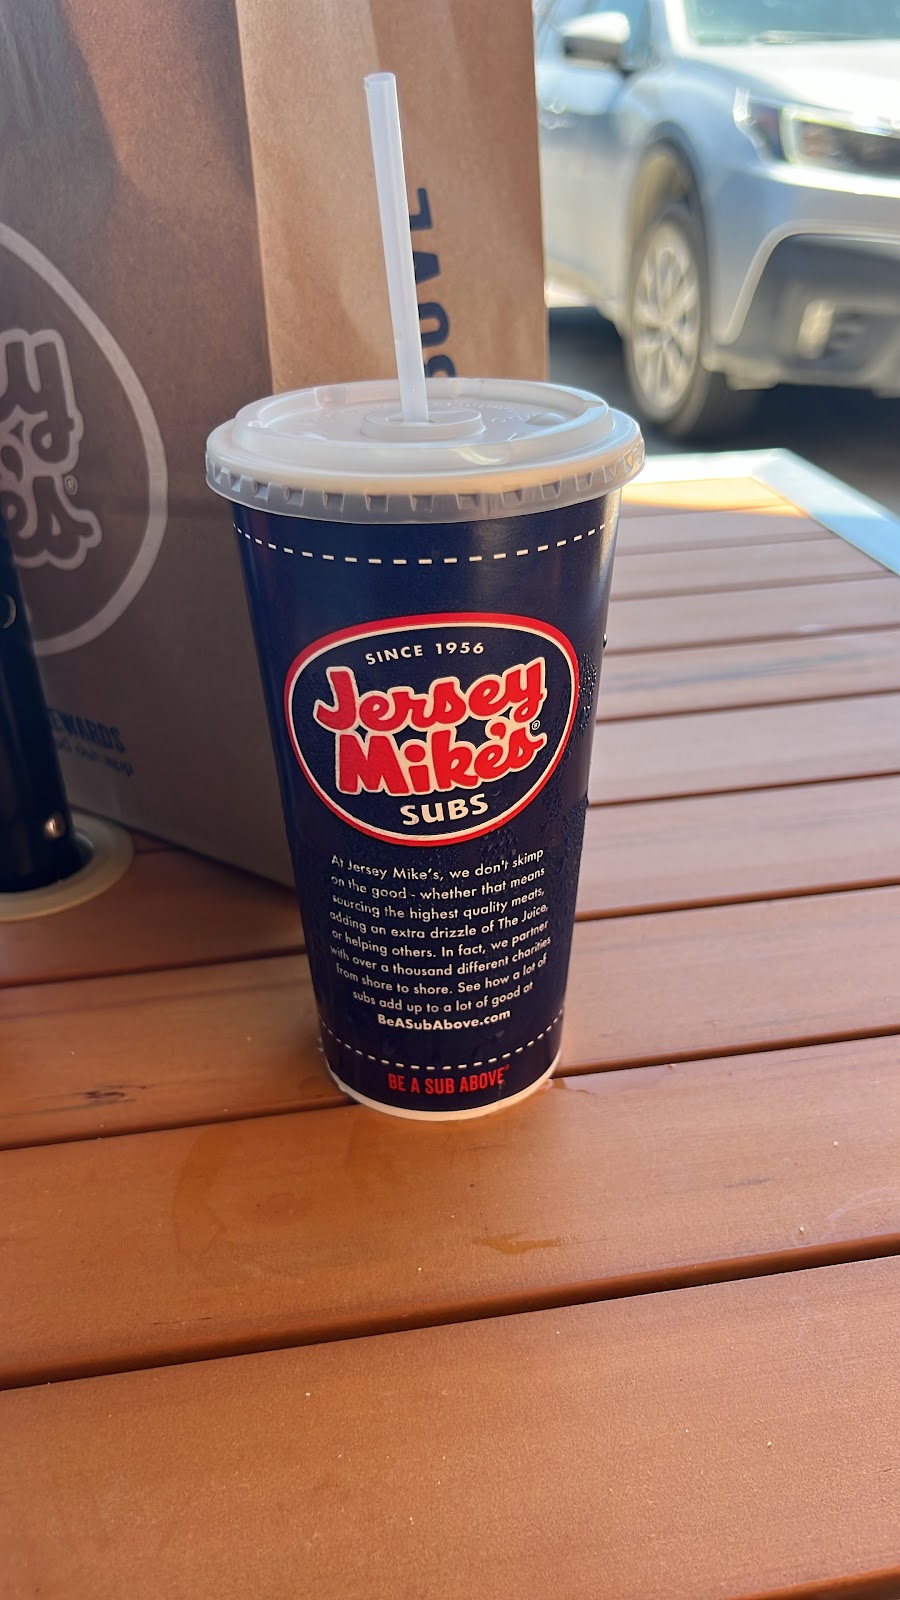 SINCE 1956
Jersey
Mike's®
SUBS
At Jersey Mike's, we don't skimp
on the good - whether that means
sourcing the highest quality meats,
adding an extra drizzle of The Juice,
or helping others. In fact, we partner
with over a thousand different charities
from shore to shore. See how a lot of
subs add up to a lot of good at
BeASubAbove.com
BE A SUB ABOVE®
our app